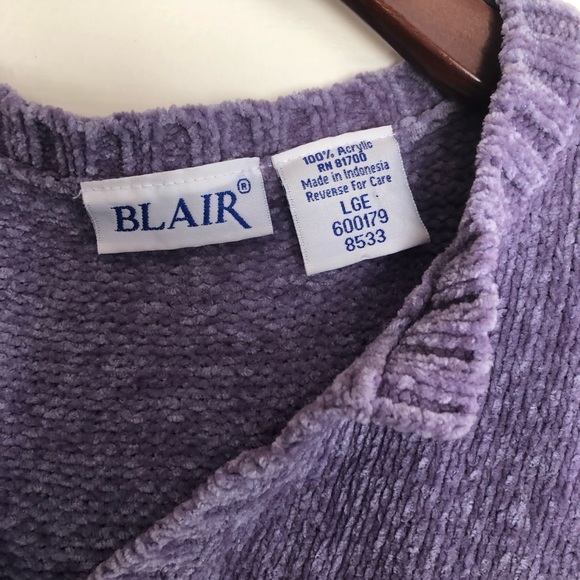 BLAIR®
100% Acrylic
RN 81700
Made in Indonesia
Reverse For Care
LGE
600179
8533